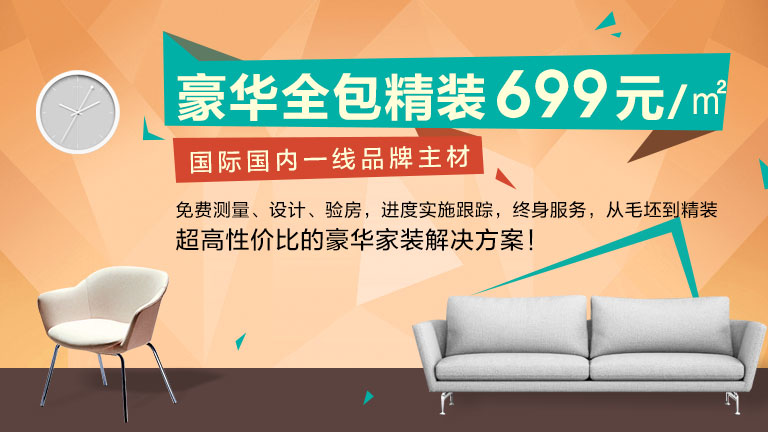 豪华全包精装699元/㎡
国际国内一线品牌主材
免费测量、设计、验房，进度实施跟踪，终身服务，从毛坯到精装
超高性价比的豪华家装解决方案！